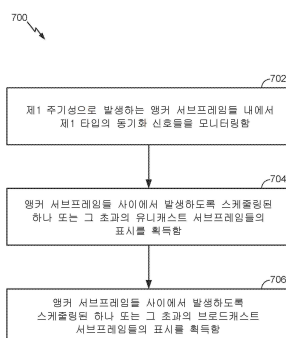 700
702
제1 주기성으로 발생하는 앵커 서브프레임들 내에서
제1 타입의 동기화 신호들을 모니터링함
704
앵커 서브프레임들 사이에서 발생하도록 스케줄링된
하나 또는 그 초과의 유니캐스트 서브프레임들의
표시를 획득함
706
앵커 서브프레임들 사이에서 발생하도록
스케줄링된 하나 또는 그 초과의 브로드캐스트
서브프레임들의 표시를 획득함